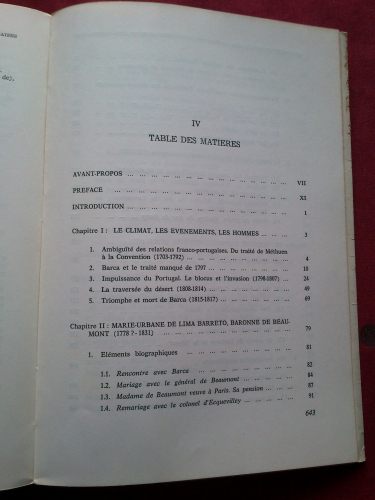 IV
TABLE DES MATIERES
AVANT-PROPOS ... VII
PREFACE ... XI
INTRODUCTION ... 1
Chapitre I : LE CLIMAT, LES EVENEMENTS, LES HOMMES ... 3
1. Ambiguïté des relations franco-portugaises. Du traité de Méthuen
à la Convention (1703-1792) ... 4
2. Barca et le traité manqué de 1797 ... 18
3. Impuissance du Portugal. Le blocus et l'invasion (1798-1807) ... 24
4. La traversée du désert (1808-1814) ... 49
5. Triomphe et mort de Barca (1815-1817) ... 69
Chapitre II : MARIE-URBANE DE LIMA BARRETO, BARONNE DE BEAU-
MONT (1778 ? - 1831) ... 79
1. Eléments biographiques ... 81
1.1. Rencontre avec Barca ... 82
1.2. Mariage avec le général de Beaumont ... 84
1.3. Madame de Beaumont veuve à Paris. Sa pension ... 87
1.4. Remariage avec le colonel d'Ecquevilley ... 91
643